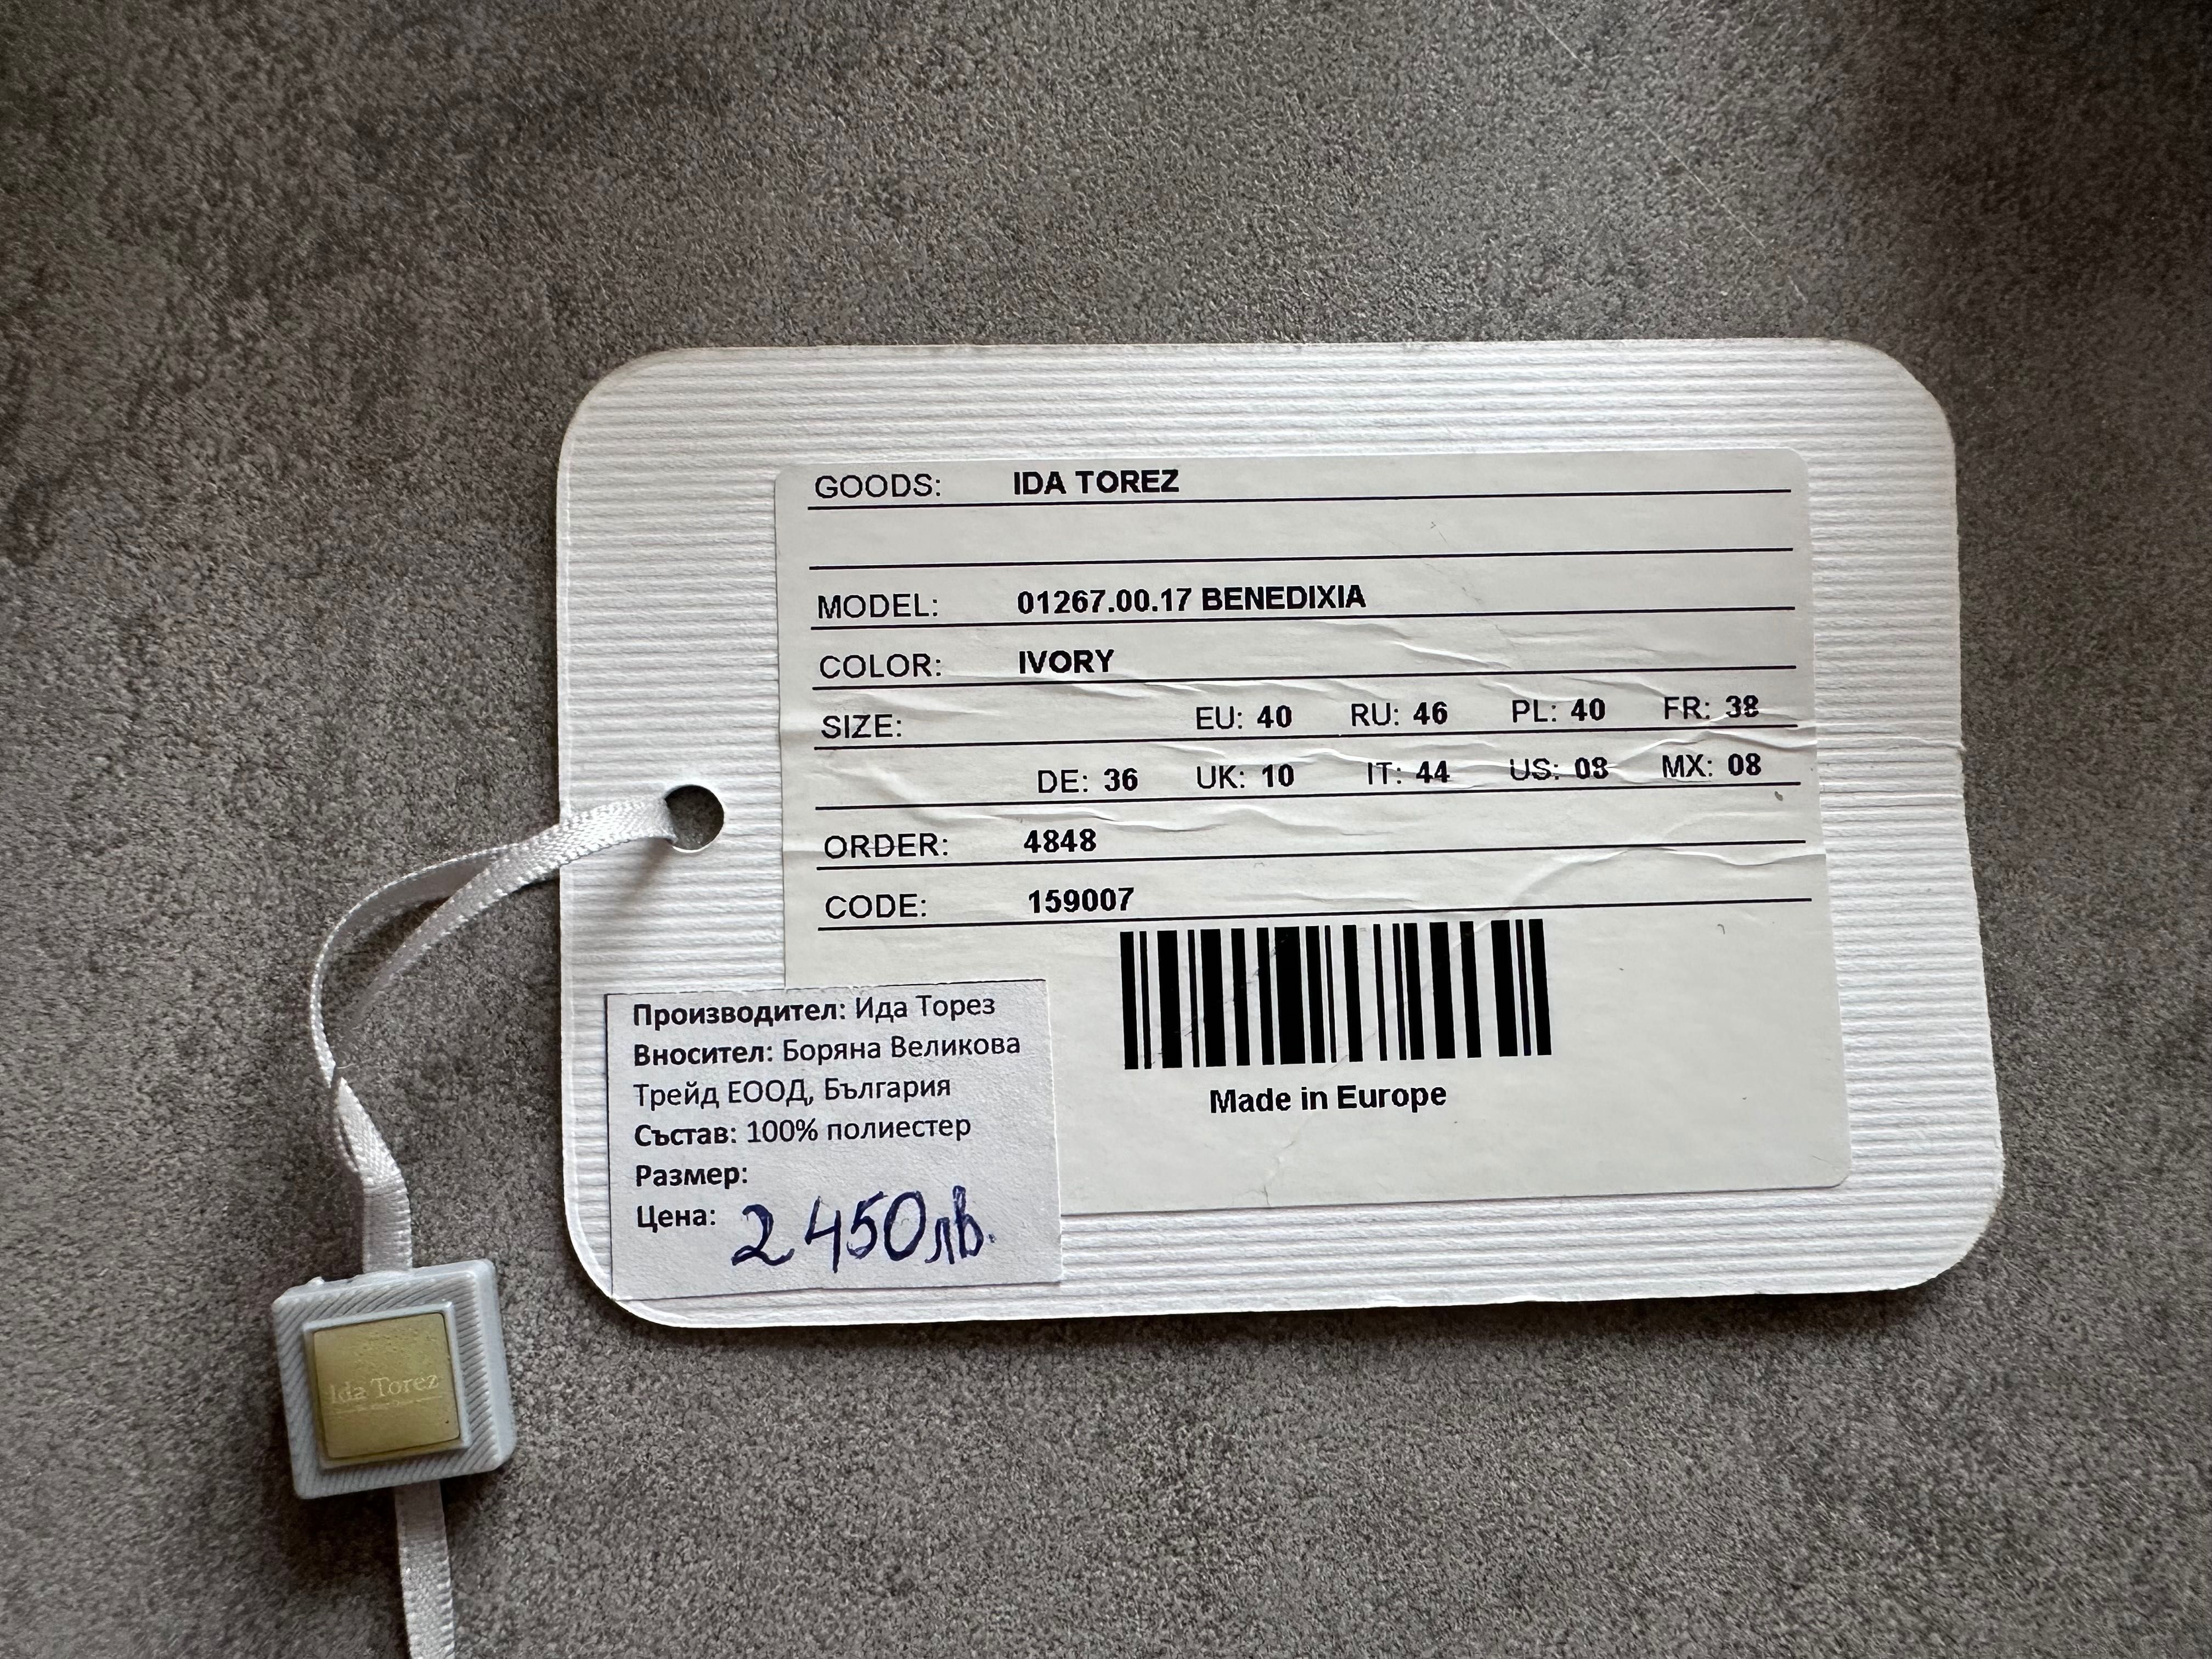 GOODS: IDA TOREZ
MODEL: 01267.00.17 BENEDIXIA
COLOR: IVORY
SIZE: EU: 40 RU: 46 PL: 40 FR: 38
DE: 36 UK: 10 IT: 44 US: 08 MX: 08
ORDER: 4848
CODE: 159007
Made in Europe
Производител: Ида Торез
Вносител: Боряна Великова
Трейд ЕООД, България
Състав: 100% полиестер
Размер:
Цена: 2450лв.
Ida Torez